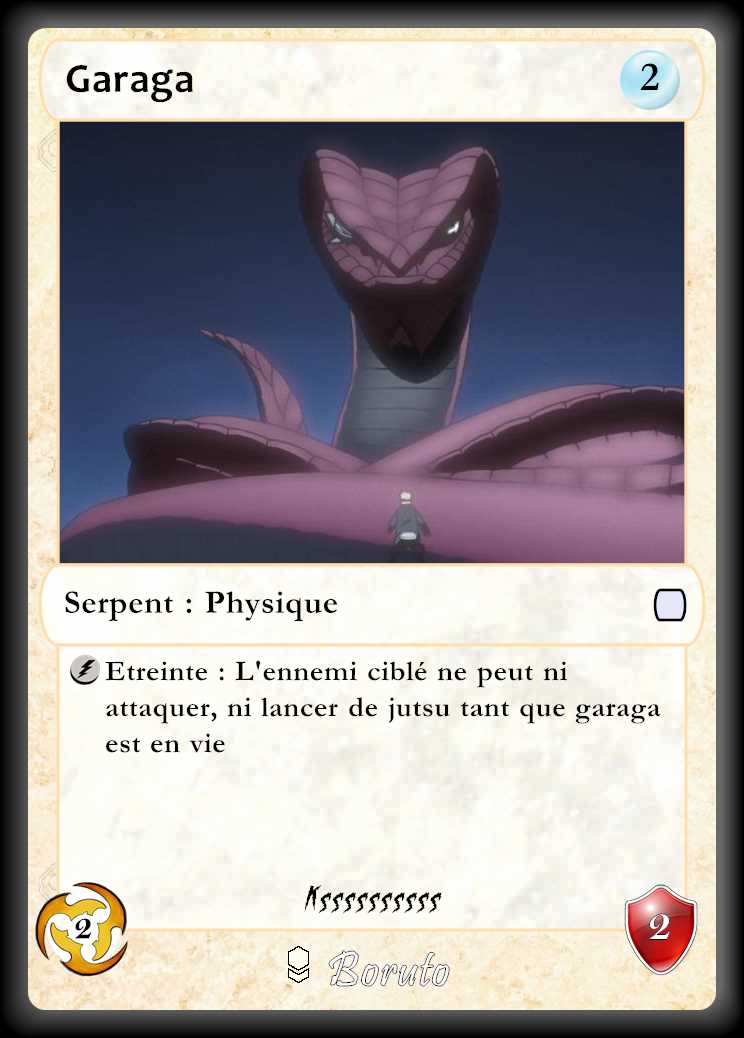 Garaga
2
Serpent : Physique
Etreinte : L'ennemi ciblé ne peut ni
attaquer, ni lancer de jutsu tant que garaga
est en vie
Kssssssssss
2
2
Boruto